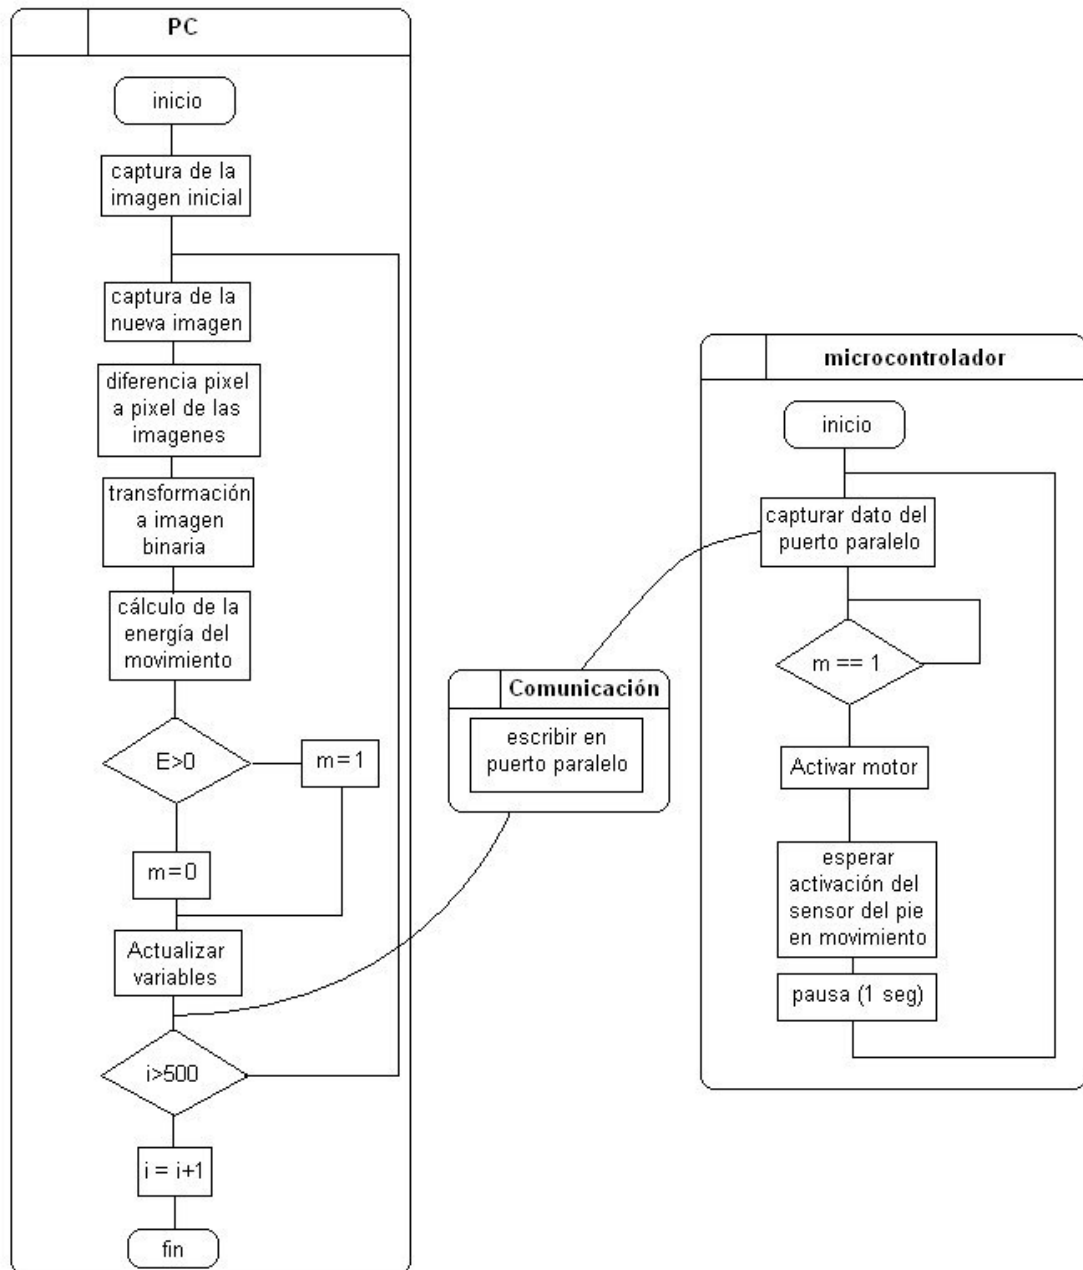 PC
inicio
captura de la
imagen inicial
captura de la
nueva imagen
diferencia pixel
a pixel de las
imagenes
transformación
a imagen
binaria
cálculo de la
energía del
movimiento
E>0
m=1
m=0
Actualizar
variables
i>500
i = i+1
fin
Comunicación
escribir en
puerto paralelo
microcontrolador
inicio
capturar dato del
puerto paralelo
m == 1
Activar motor
esperar
activación del
sensor del pie
en movimiento
pausa (1 seg)